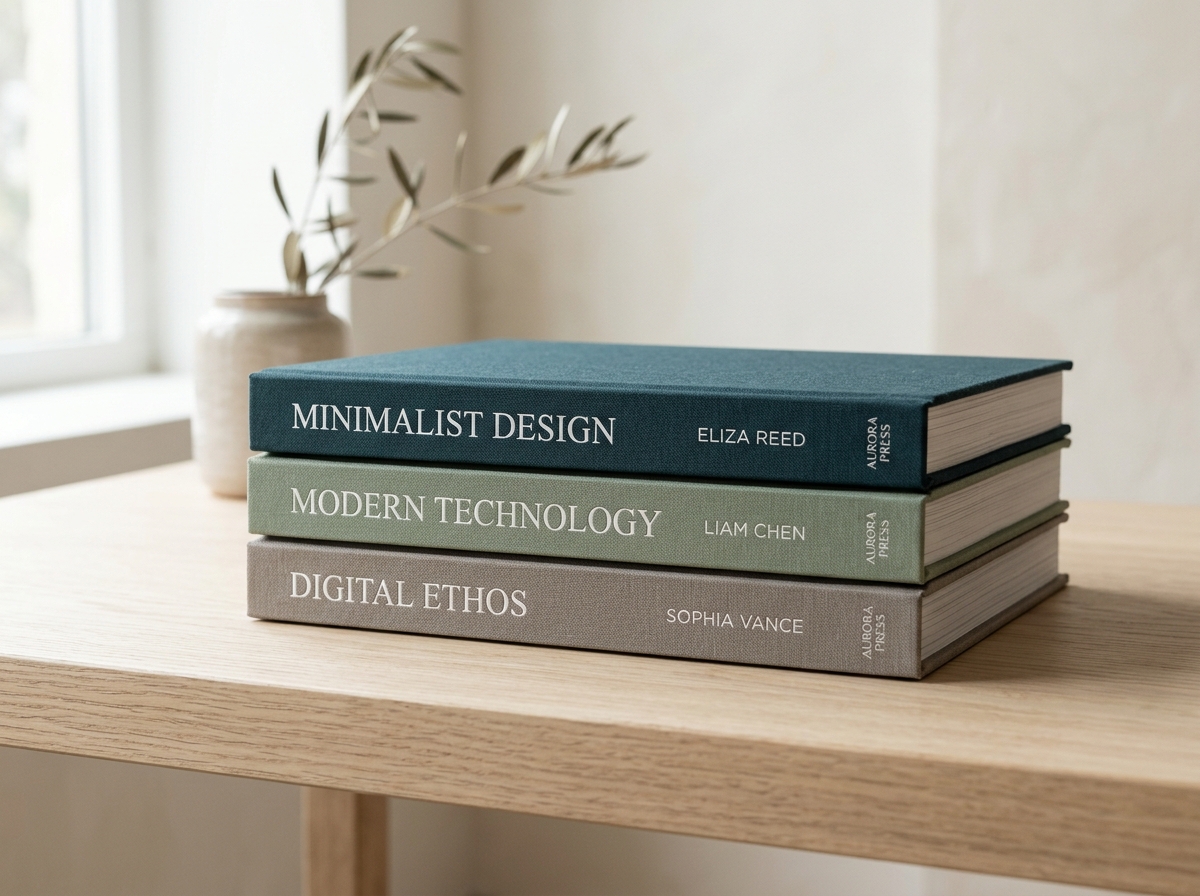 MINIMALIST DESIGN
ELIZA REED
AURORA
PRESS
MODERN TECHNOLOGY
LIAM CHEN
AURORA
PRESS
DIGITAL ETHOS
SOPHIA VANCE
AURORA
PRESS